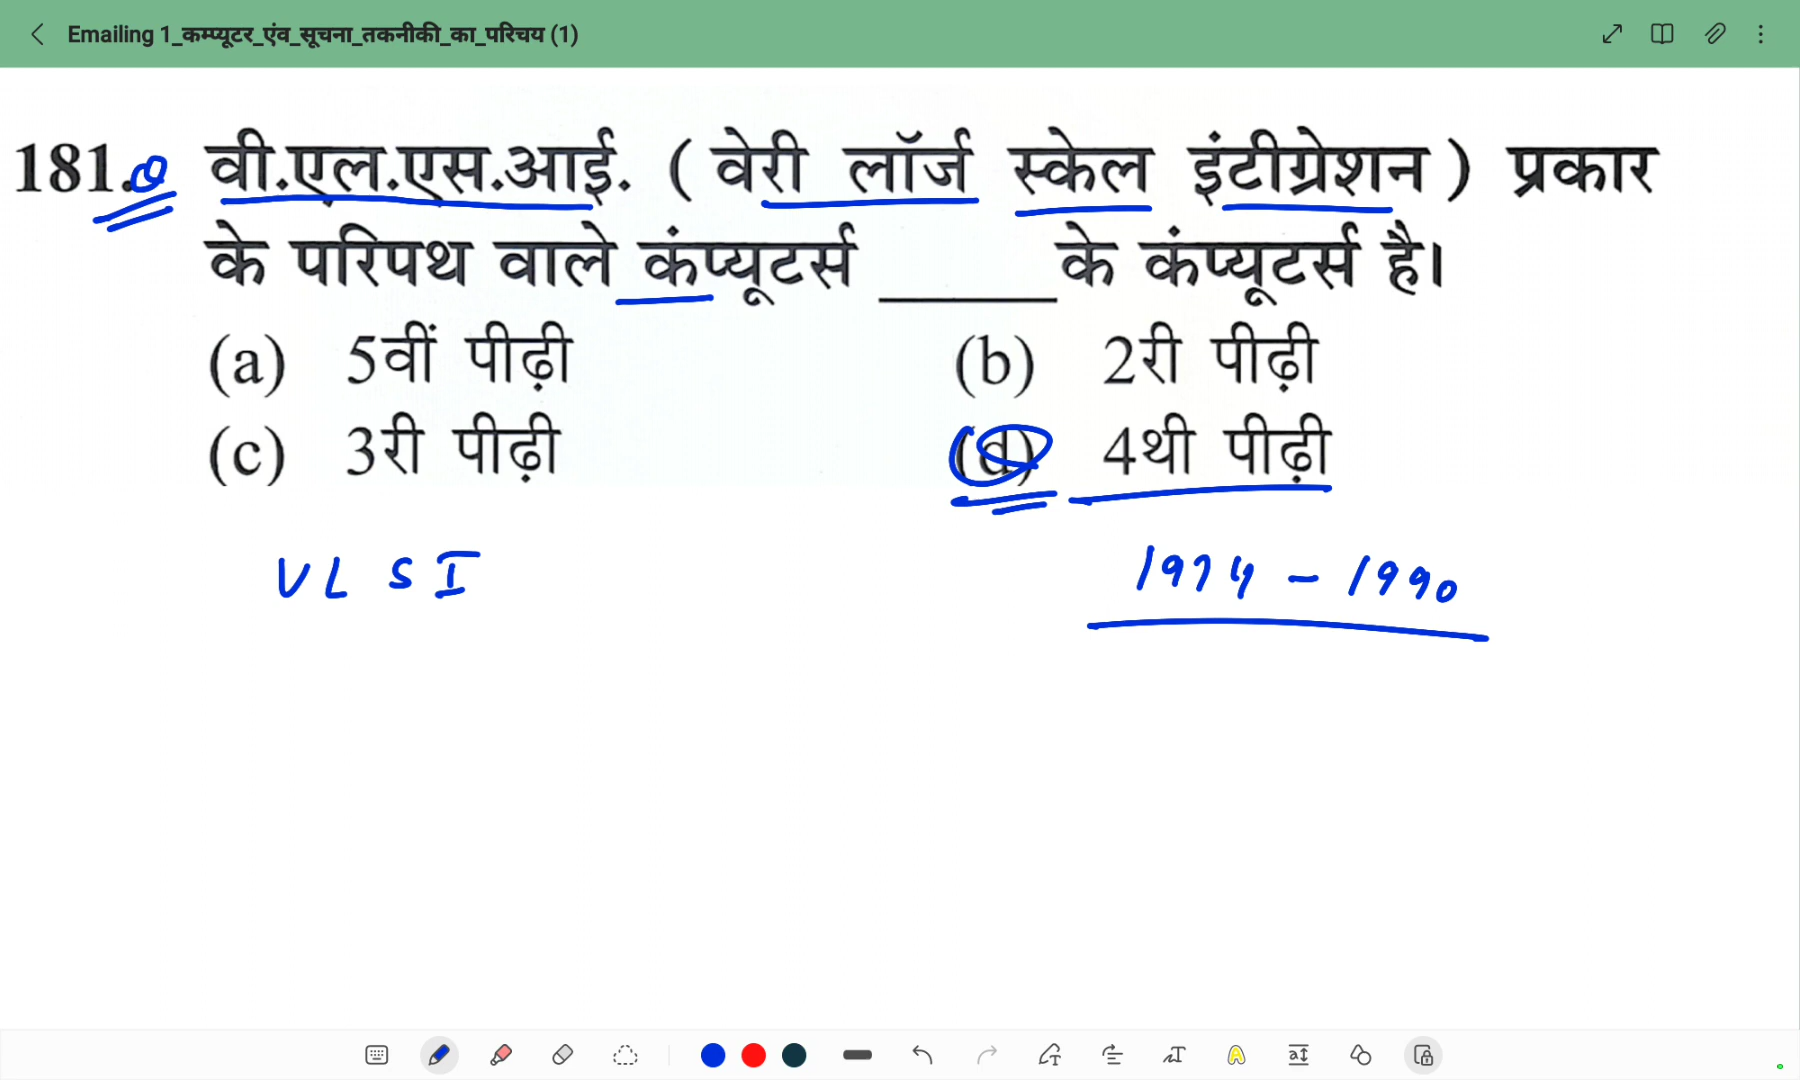 Emailing 1_कम्प्यूटर_एंव_सूचना_तकनीकी_का_परिचय (1)
181. वी.एल.एस.आई. ( वेरी लॉर्ज स्केल इंटीग्रेशन ) प्रकार
के परिपथ वाले कंप्यूटर्स ______ के कंप्यूटर्स है।
(a) 5वीं पीढ़ी (b) 2री पीढ़ी
(c) 3री पीढ़ी (d) 4थी पीढ़ी
VLSI 1974 - 1990